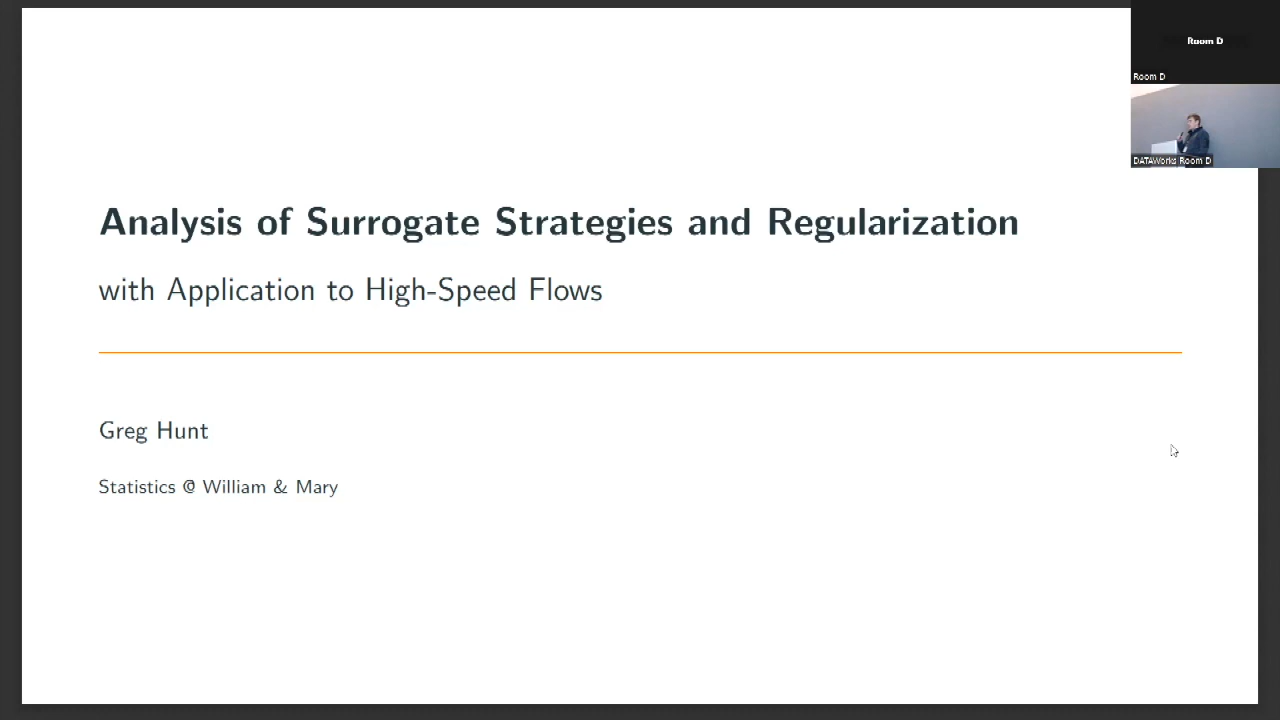 Room D
Room D
DATAWorks Room D
Analysis of Surrogate Strategies and Regularization
with Application to High-Speed Flows
Greg Hunt
Statistics @ William & Mary